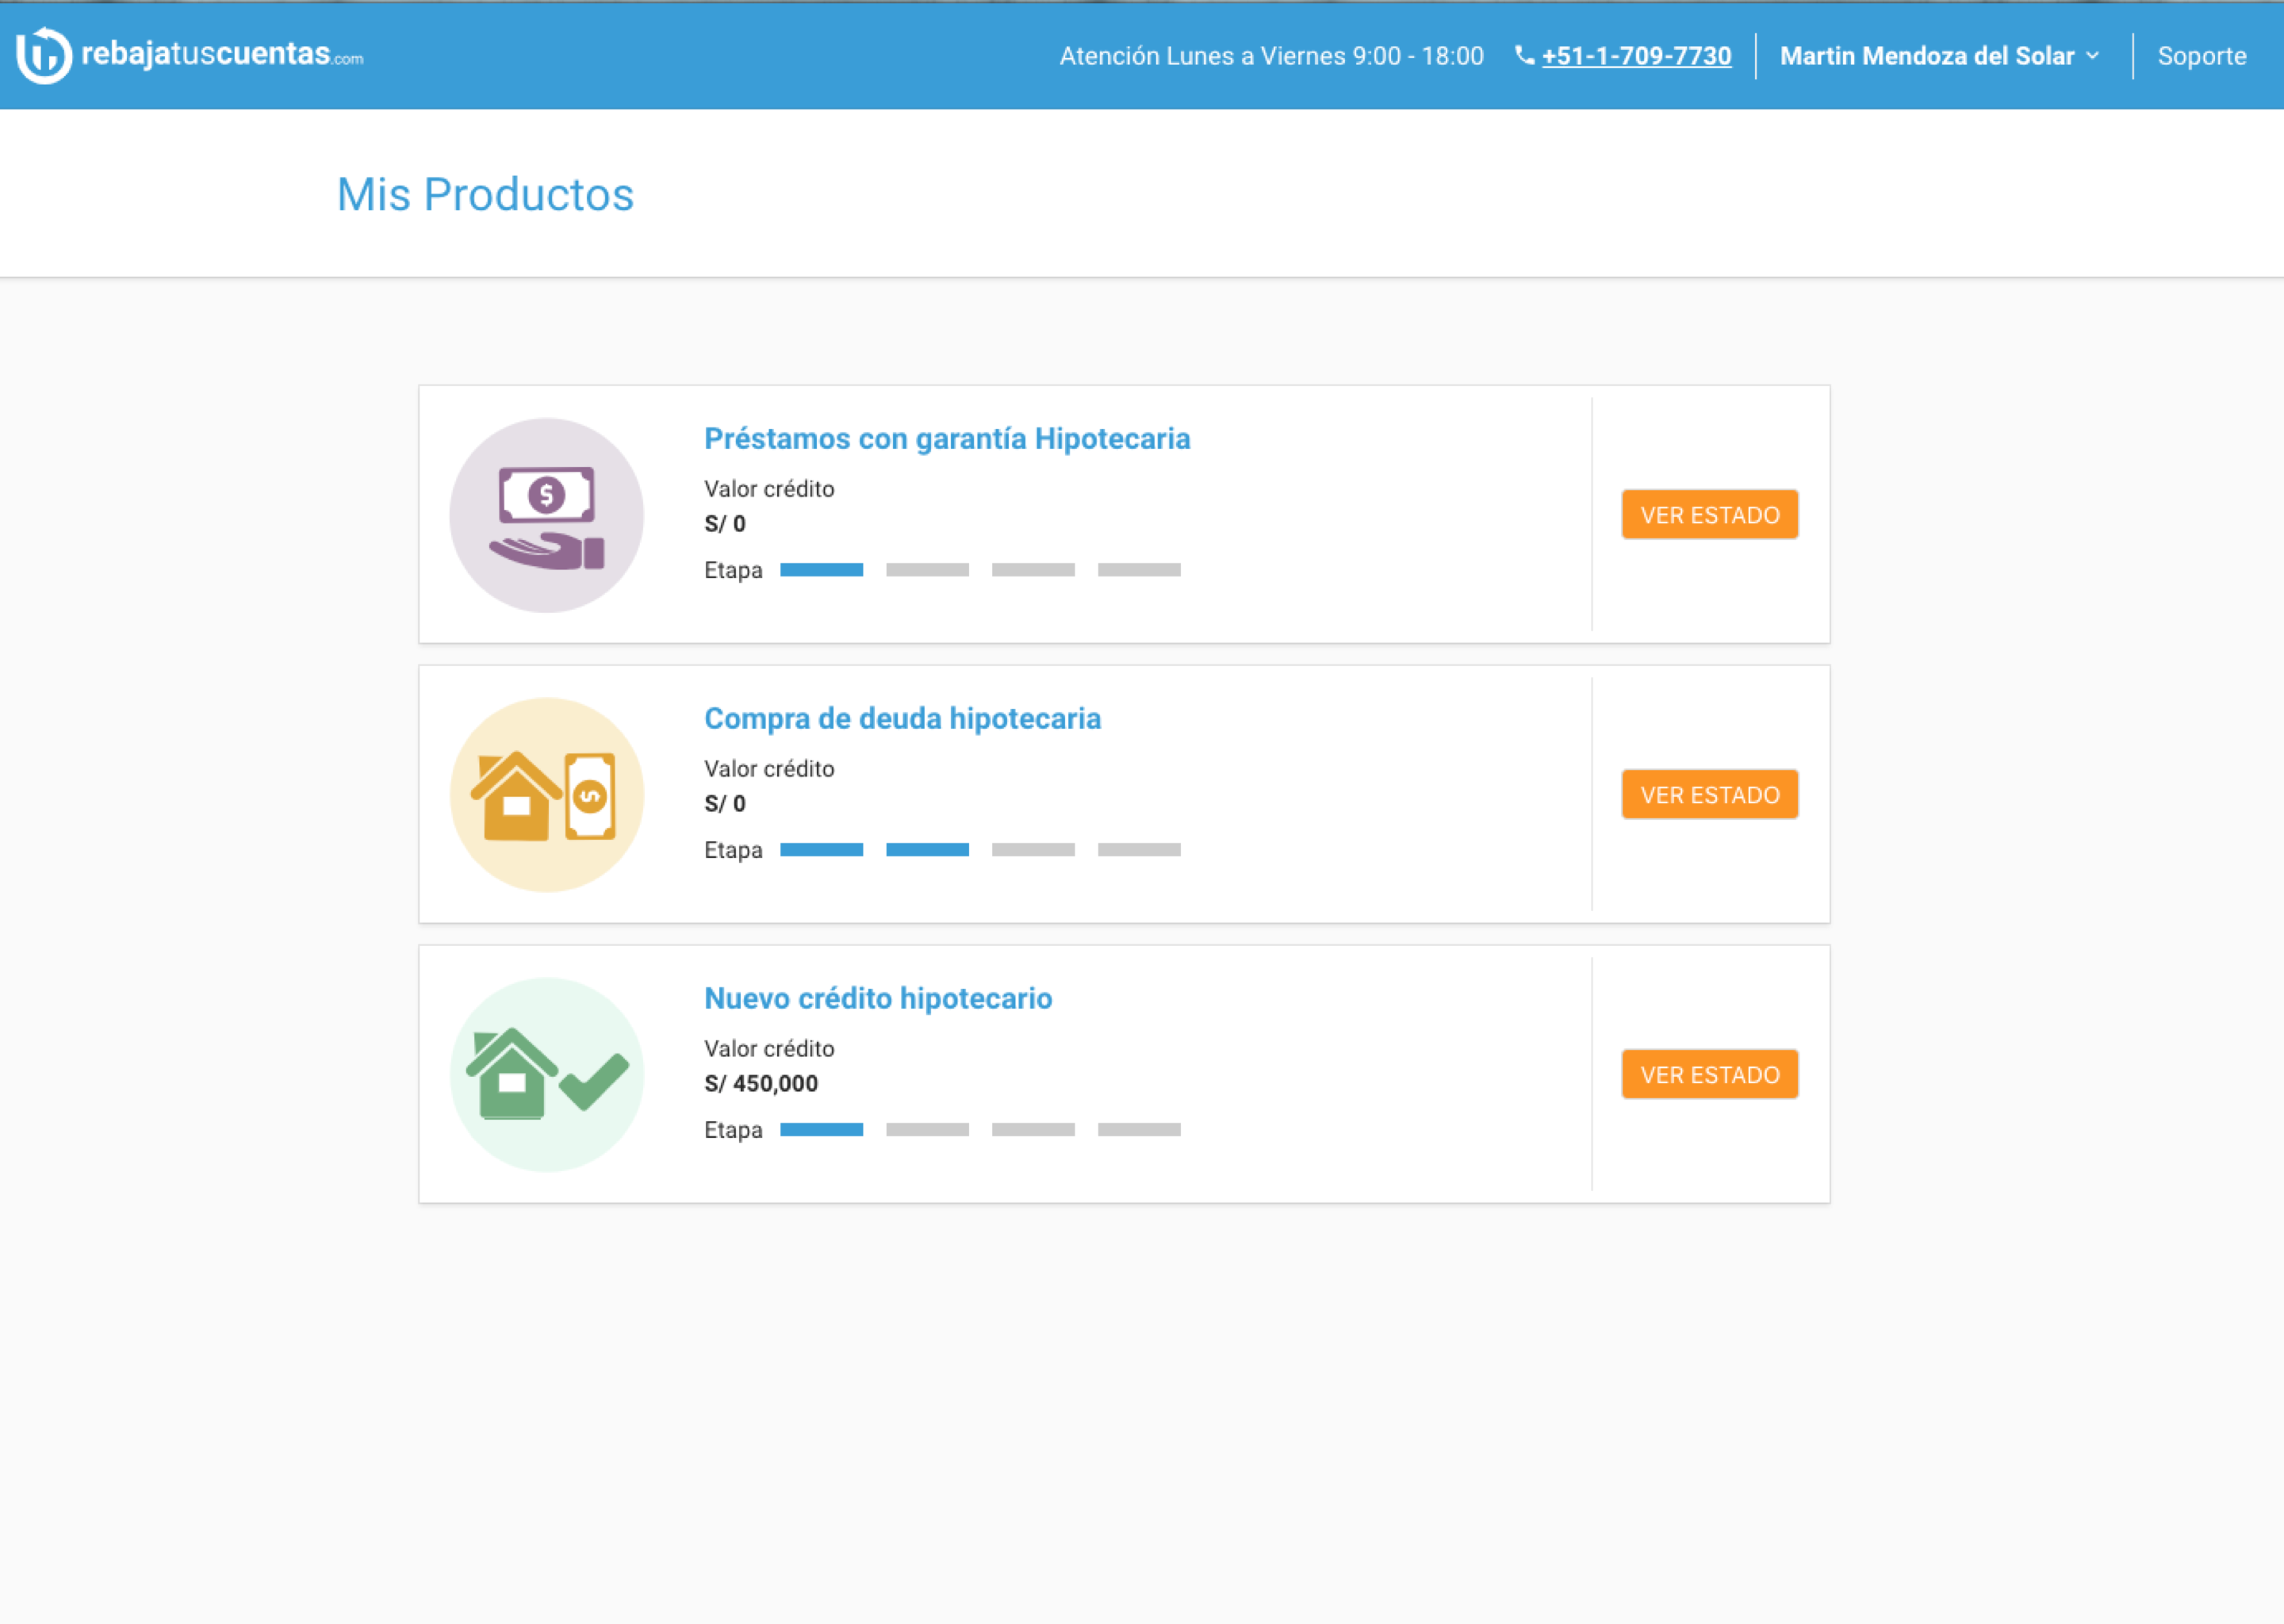 rebajatuscuentas.com
Atención Lunes a Viernes 9:00 - 18:00
+51-1-709-7730
Martin Mendoza del Solar
Soporte
Mis Productos
$
Préstamos con garantía Hipotecaria
Valor crédito
S/ 0
Etapa
VER ESTADO
$
Compra de deuda hipotecaria
Valor crédito
S/ 0
Etapa
VER ESTADO
Nuevo crédito hipotecario
Valor crédito
S/ 450,000
Etapa
VER ESTADO